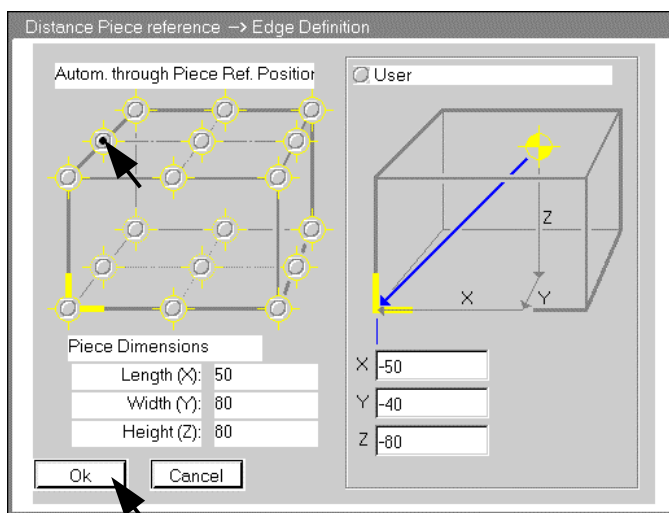 Distance Piece reference –> Edge Definition
Autom. through Piece Ref. Position
User
Z
X
Y
Piece Dimensions
Length (X): 50
Width (Y): 80
Height (Z): 80
X -50
Y -40
Z -80
Ok
Cancel